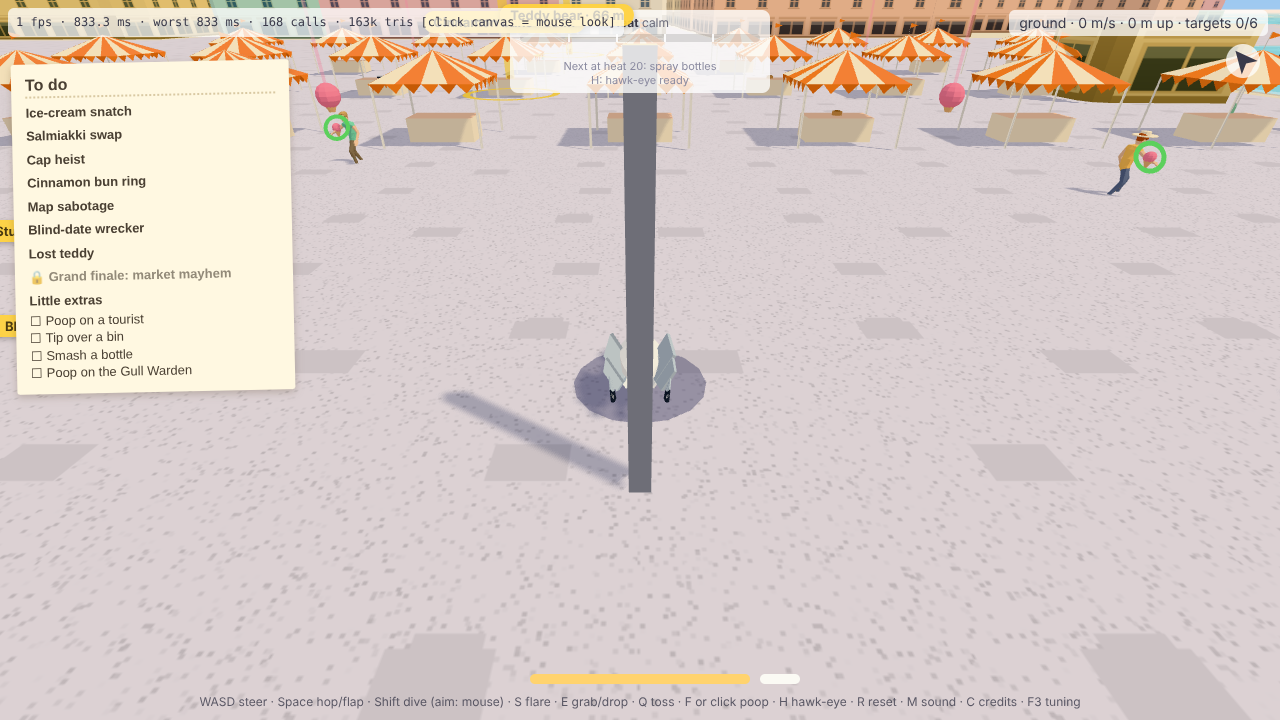 1 fps · 833.3 ms · worst 833 ms · 168 calls · 163k tris [click canvas = mouse look]
calm
ground · 0 m/s · 0 m up · targets 0/6
Next at heat 20: spray bottles
H: hawk-eye ready
To do
Ice-cream snatch
Salmiakki swap
Cap heist
Cinnamon bun ring
Map sabotage
Blind-date wrecker
Lost teddy
🔒 Grand finale: market mayhem
Little extras
☐ Poop on a tourist
☐ Tip over a bin
☐ Smash a bottle
☐ Poop on the Gull Warden
WASD steer · Space hop/flap · Shift dive (aim: mouse) · S flare · E grab/drop · Q toss · F or click poop · H hawk-eye · R reset · M sound · C credits · F3 tuning